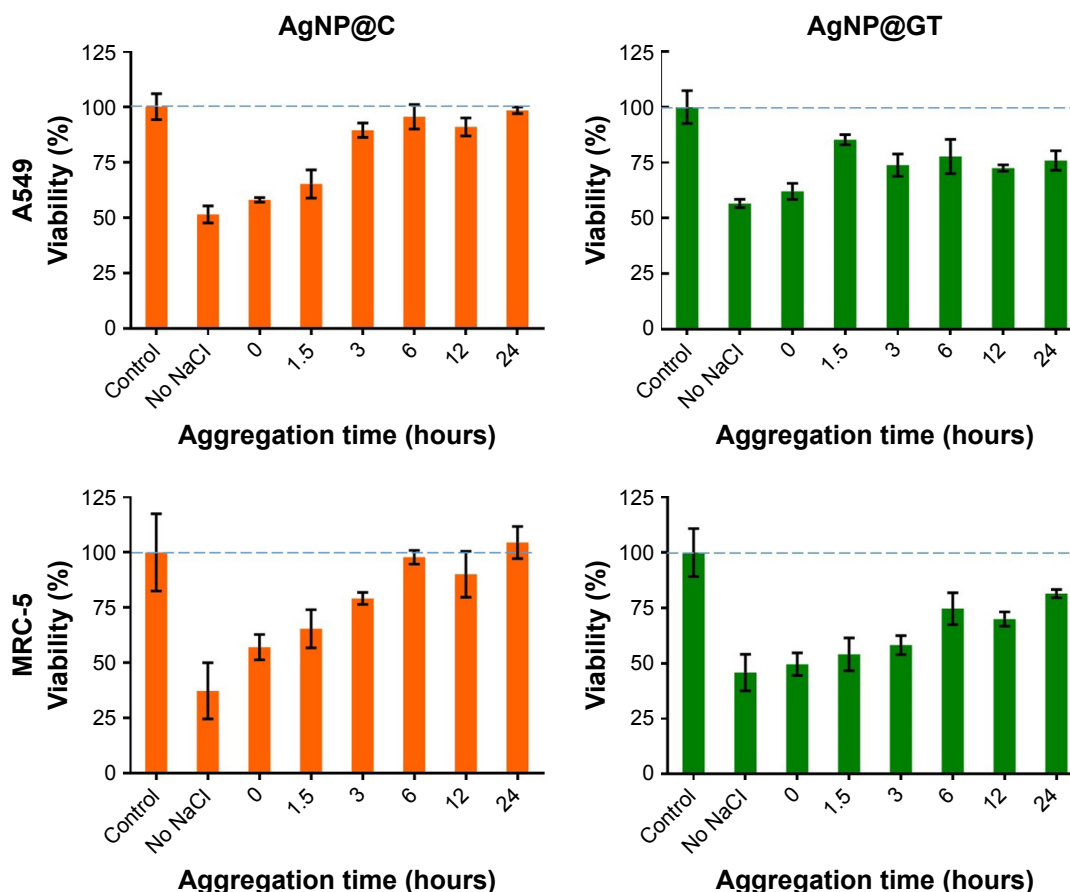 AgNP@C
AgNP@GT
A549
Viability (%)
125
100
75
50
25
0
Control
No NaCl
0
1.5
3
6
12
24
Aggregation time (hours)
Viability (%)
125
100
75
50
25
0
Control
No NaCl
0
1.5
3
6
12
24
Aggregation time (hours)
MRC-5
Viability (%)
125
100
75
50
25
0
Control
No NaCl
0
1.5
3
6
12
24
Aggregation time (hours)
Viability (%)
125
100
75
50
25
0
Control
No NaCl
0
1.5
3
6
12
24
Aggregation time (hours)